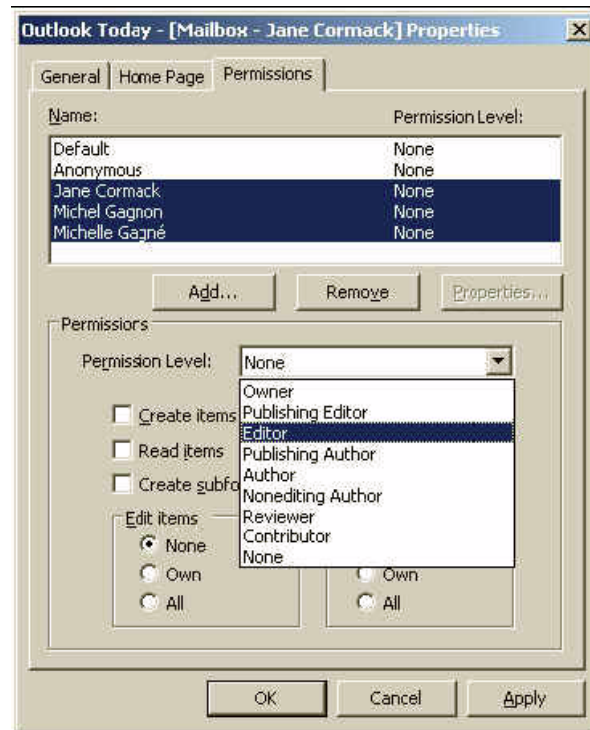 Outlook Today - [Mailbox - Jane Cormack] Properties
General Home Page Permissions
Name: Permission Level:
Default None
Anonymous None
Jane Cormack None
Michel Gagnon None
Michelle Gagné None
Add... Remove Properties...
Permissions
Permission Level: None
Owner
Publishing Editor
Editor
Publishing Author
Author
Nonediting Author
Reviewer
Contributor
None
Create items
Read items
Create subfo
Edit items
None
Own Own
All All
OK Cancel Apply